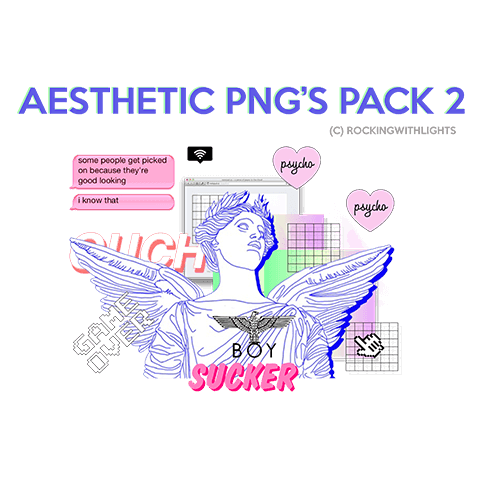 AESTHETIC PNG'S PACK 2
(C) ROCKINGWITHLIGHTS
some people get picked
on because they're
good looking
i know that
psycho
psycho
OUCH
GAME
OVER
BOY
SUCKER